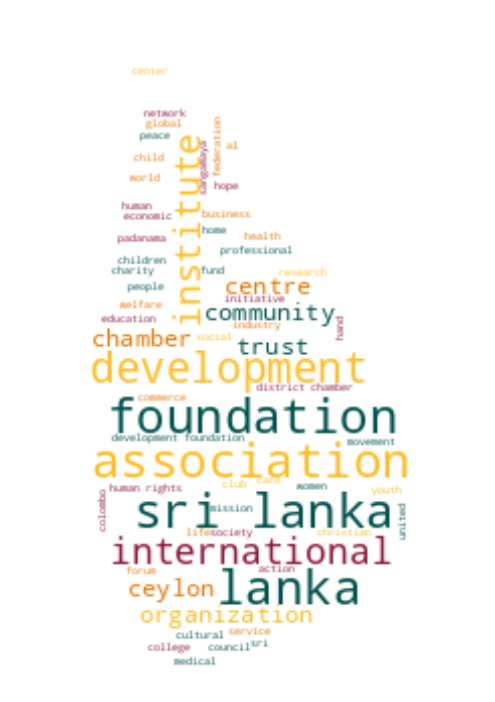 center
network
global
peace
federation
al
child
institute
sangamaya
world
hope
human
economic
business
home
padanama
health
professional
children
charity
fund
research
people
centre
initiative
welfare
community
education
industry
hand
chamber
social
trust
development
district chamber
commerce
foundation
development foundation
movement
association
club
care
human rights
women
youth
colombo
sri lanka
mission
united
life
society
christian
international
forum
action
ceylon
lanka
organization
cultural
service
college
council
sri
medical